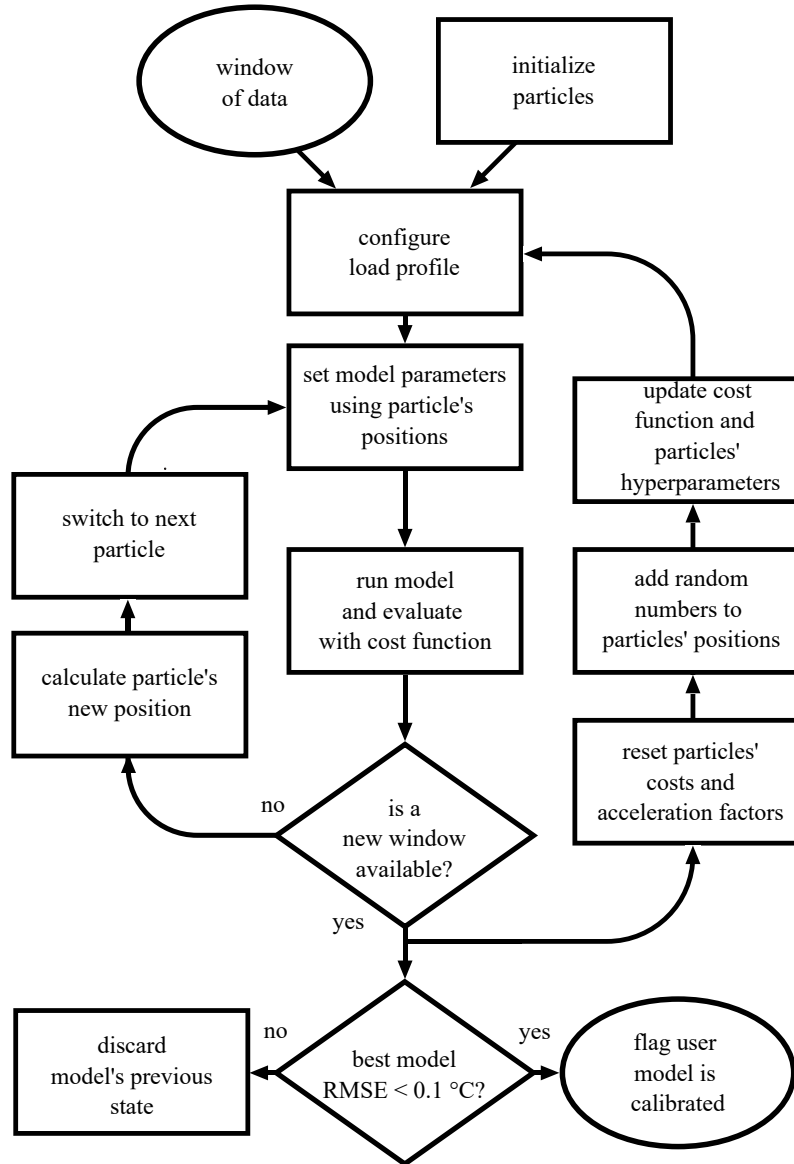 window
of data
initialize
particles
configure
load profile
set model parameters
using particle's
positions
update cost
function and
particles'
hyperparameters
switch to next
particle
run model
and evaluate
with cost function
add random
numbers to
particles' positions
calculate particle's
new position
reset particles'
costs and
acceleration factors
no
is a
new window
available?
yes
discard
model's previous
state
no
best model
RMSE < 0.1 °C?
yes
flag user
model is
calibrated